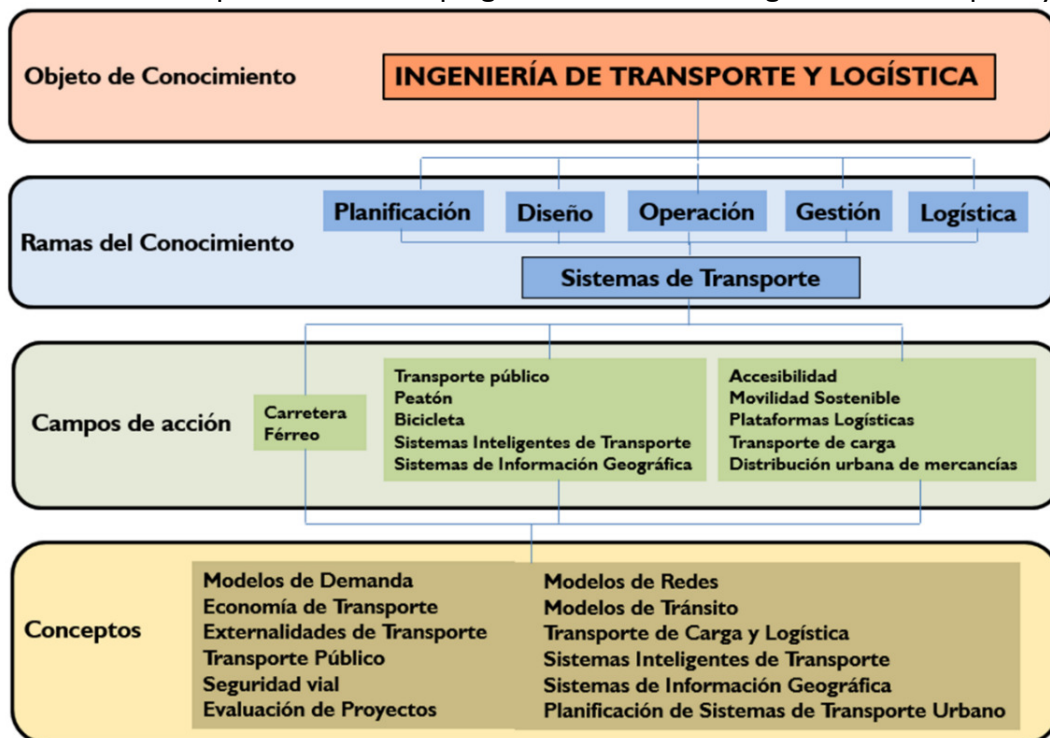 Objeto de Conocimiento
INGENIERÍA DE TRANSPORTE Y LOGÍSTICA
Ramas del Conocimiento
Planificación
Diseño
Operación
Gestión
Logística
Sistemas de Transporte
Campos de acción
Carretera
Férreo
Transporte público
Peatón
Bicicleta
Sistemas Inteligentes de Transporte
Sistemas de Información Geográfica
Accesibilidad
Movilidad Sostenible
Plataformas Logísticas
Transporte de carga
Distribución urbana de mercancías
Conceptos
Modelos de Demanda
Economía de Transporte
Externalidades de Transporte
Transporte Público
Seguridad vial
Evaluación de Proyectos
Modelos de Redes
Modelos de Tránsito
Transporte de Carga y Logística
Sistemas Inteligentes de Transporte
Sistemas de Información Geográfica
Planificación de Sistemas de Transporte Urbano